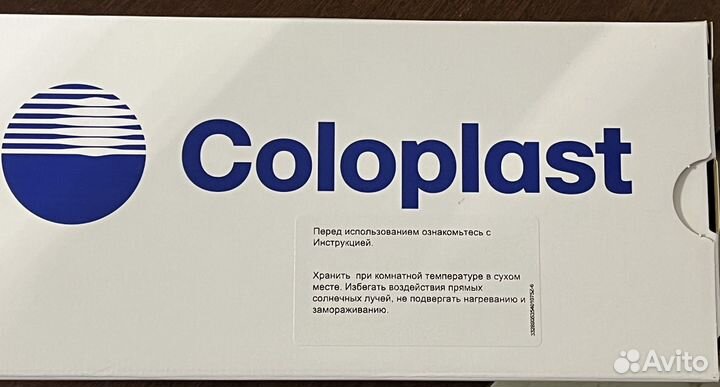 Coloplast
Перед использованием ознакомьтесь с
Инструкцией.
Хранить при комнатной температуре в сухом
месте. Избегать воздействия прямых
солнечных лучей, не подвергать нагреванию и
замораживанию.
Avito